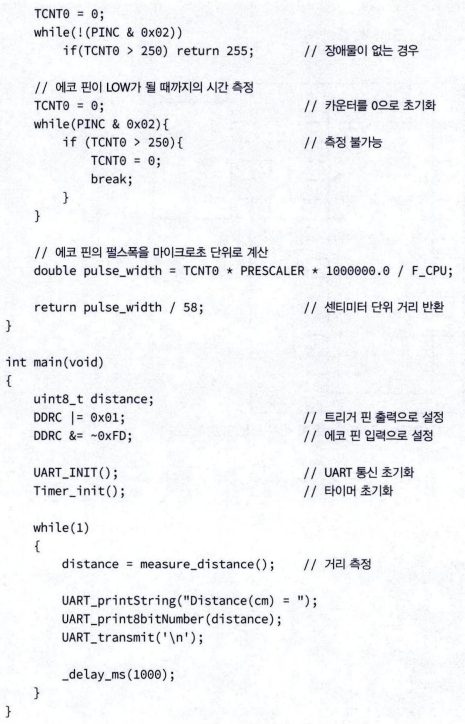 TCNT0 = 0;
while(!(PINC & 0x02))
if(TCNT0 > 250) return 255; // 장애물이 없는 경우
// 에코 핀이 LOW가 될 때까지의 시간 측정
TCNT0 = 0; // 카운터를 0으로 초기화
while(PINC & 0x02){
if (TCNT0 > 250){ // 측정 불가능
TCNT0 = 0;
break;
}
}
// 에코 핀의 펄스폭을 마이크로초 단위로 계산
double pulse_width = TCNT0 * PRESCALER * 1000000.0 / F_CPU;
return pulse_width / 58; // 센티미터 단위 거리 반환
}
int main(void)
{
uint8_t distance;
DDRC |= 0x01; // 트리거 핀 출력으로 설정
DDRC &= ~0xFD; // 에코 핀 입력으로 설정
UART_INIT(); // UART 통신 초기화
Timer_init(); // 타이머 초기화
while(1)
{
distance = measure_distance(); // 거리 측정
UART_printString("Distance(cm) = ");
UART_print8bitNumber(distance);
UART_transmit('\n');
_delay_ms(1000);
}
}